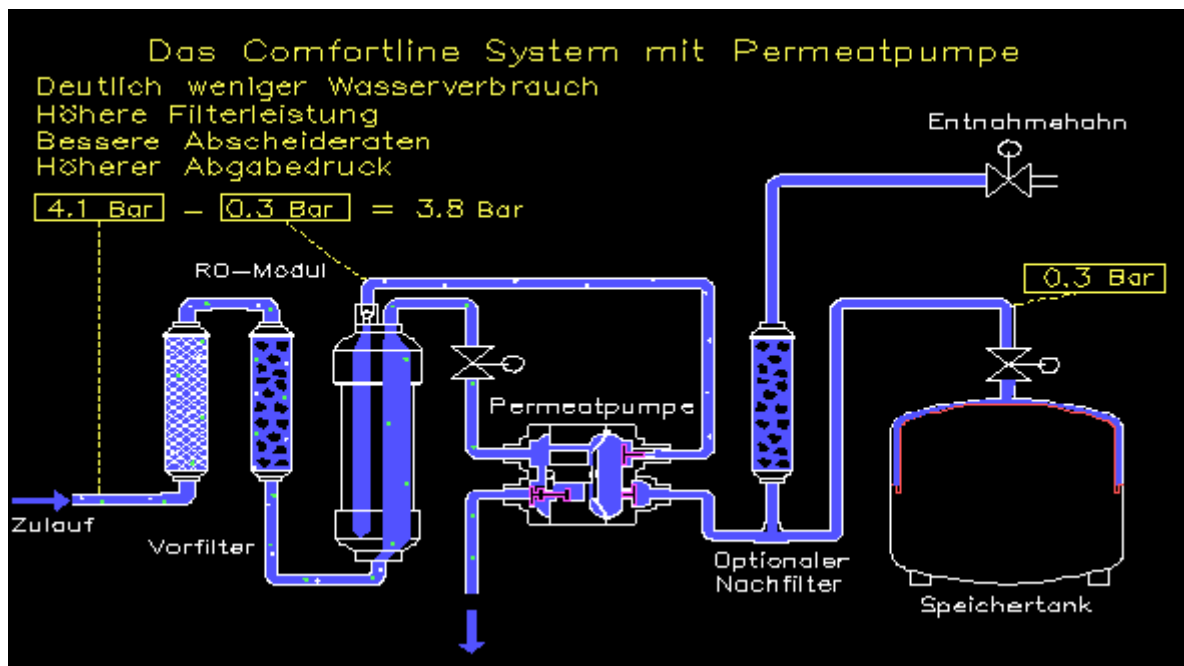 Das Comfortline System mit Permeatpumpe
Deutlich weniger Wasserverbrauch
Höhere Filterleistung
Bessere Abscheideraten
Höherer Abgabedruck
4.1 Bar – 0.3 Bar = 3.8 Bar
Entnahmehahn
RO–Modul
0.3 Bar
Permeatpumpe
Zulauf
Vorfilter
Optionaler
Nachfilter
Speichertank